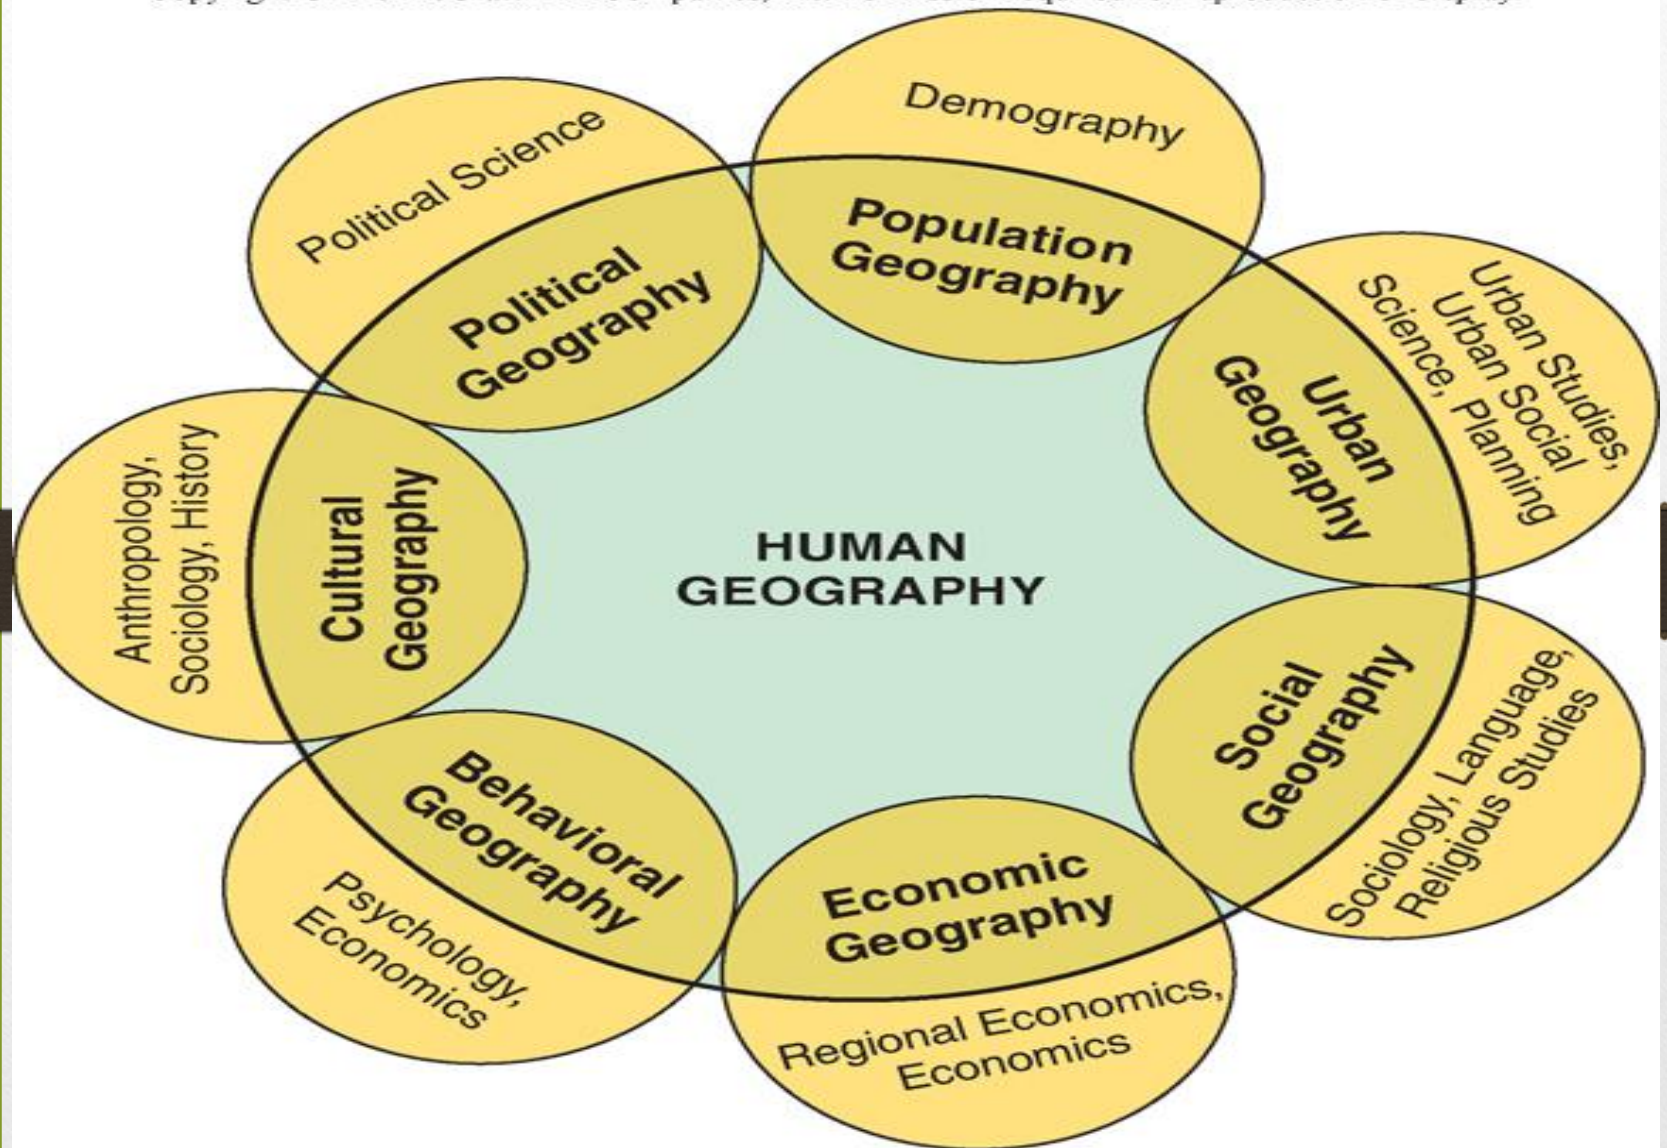 Demography
Population
Geography
Political Science
Political
Geography
Urban Studies,
Urban Social
Science, Planning
Urban
Geography
Anthropology,
Sociology, History
Cultural
Geography
HUMAN
GEOGRAPHY
Social
Geography
Sociology, Language,
Religious Studies
Behavioral
Geography
Psychology,
Economics
Economic
Geography
Regional Economics,
Economics